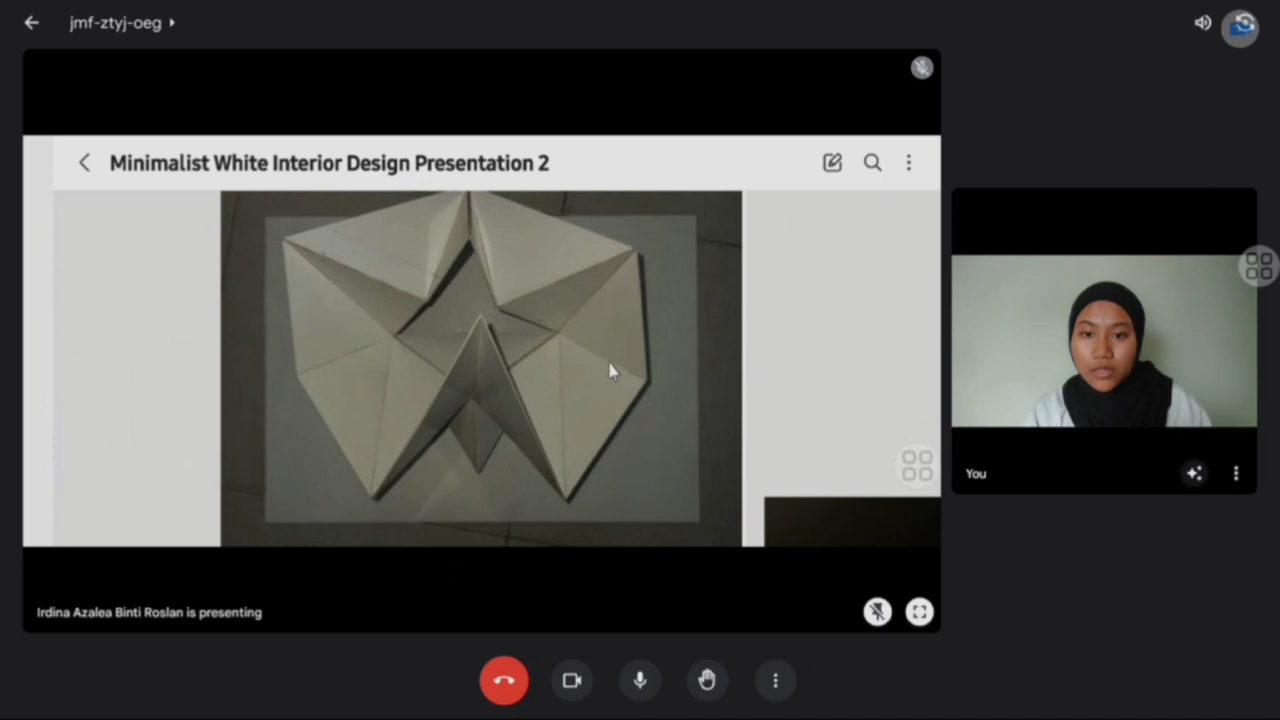 jmf-ztyj-oeg
Minimalist White Interior Design Presentation 2
You
Irdina Azalea Binti Roslan is presenting